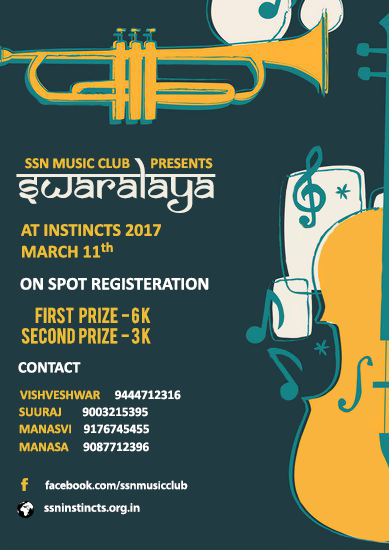 SSN MUSIC CLUB PRESENTS
swaralaya
AT INSTINCTS 2017
MARCH 11th
ON SPOT REGISTERATION
FIRST PRIZE – 6K
SECOND PRIZE – 3K
CONTACT
VISHVESHWAR 9444712316
SUURAJ 9003215395
MANASVI 9176745455
MANASA 9087712396
f facebook.com/ssnmusicclub
ssninstincts.org.in